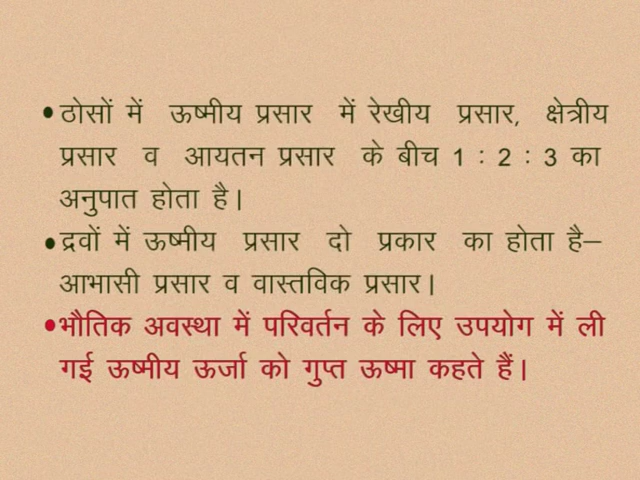 • ठोसों में ऊष्मीय प्रसार में रेखीय प्रसार, क्षेत्रीय
प्रसार व आयतन प्रसार के बीच 1 : 2 : 3 का
अनुपात होता है।
• द्रवों में ऊष्मीय प्रसार दो प्रकार का होता है–
आभासी प्रसार व वास्तविक प्रसार।
• भौतिक अवस्था में परिवर्तन के लिए उपयोग में ली
गई ऊष्मीय ऊर्जा को गुप्त ऊष्मा कहते हैं।